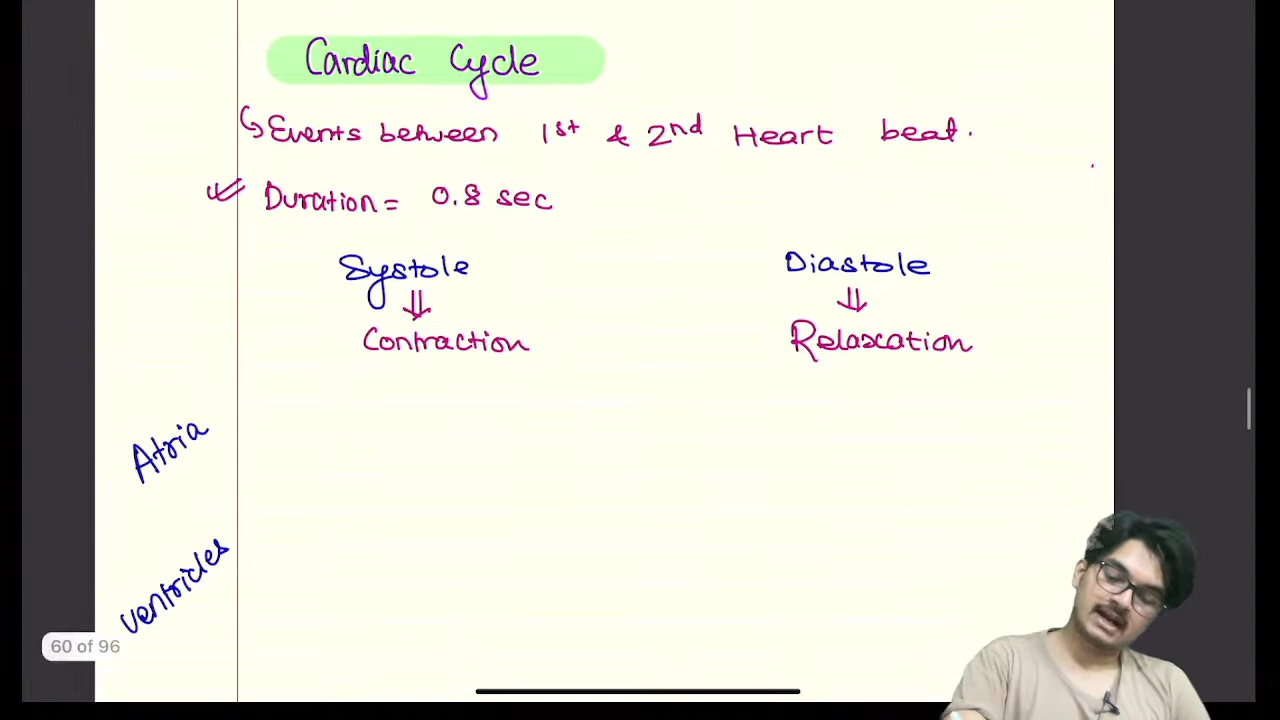 Cardiac Cycle
Events between 1st & 2nd Heart beat.
Duration = 0.8 sec
Systole Diastole
Contraction Relaxation
Atria
Ventricles
60 of 96